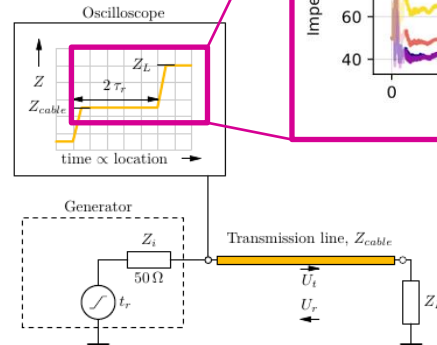 Oscilloscope
Z
Z_L
2 τ_r
Z_cable
time ∝ location
60
40
0
Generator
Z_i
50 Ω
t_r
Transmission line, Z_cable
U_t
U_r